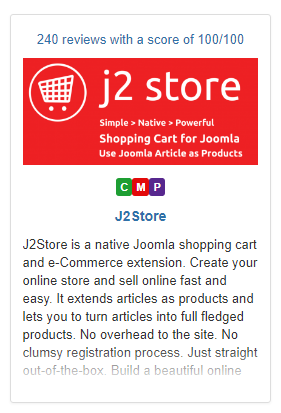 240 reviews with a score of 100/100
j2 store
Simple > Native > Powerful
Shopping Cart for Joomla
Use Joomla Article as Products
C M P
J2Store
J2Store is a native Joomla shopping cart
and e-Commerce extension. Create your
online store and sell online fast and
easy. It extends articles as products and
lets you to turn articles into full fledged
products. No overhead to the site. No
clumsy registration process. Just straight
out-of-the-box. Build a beautiful online